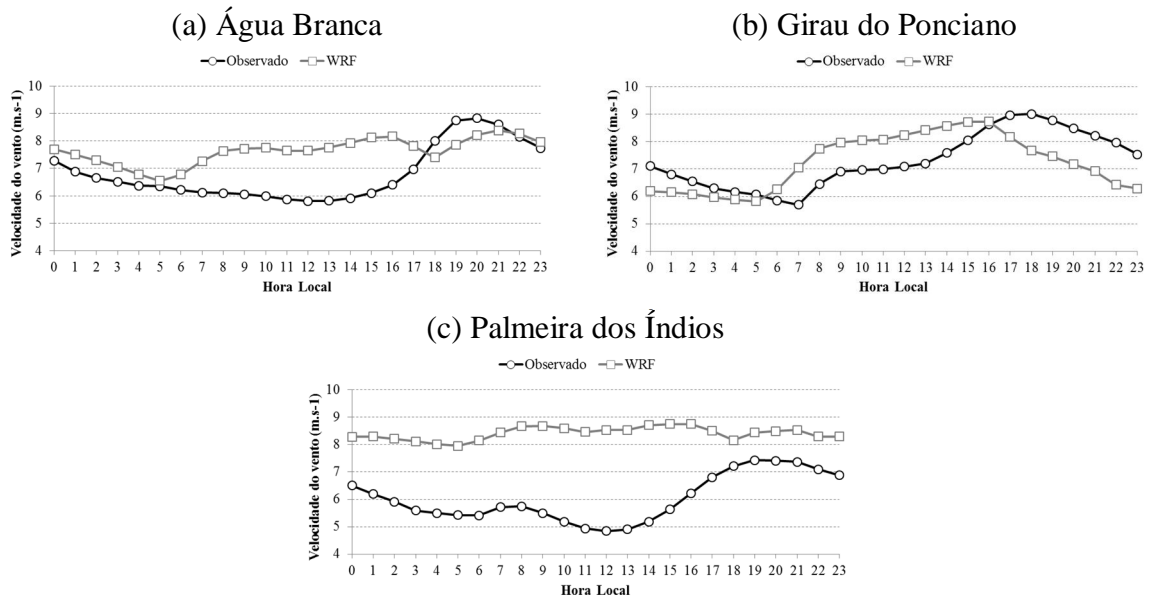 (a) Água Branca
Observado WRF
Velocidade do vento (m.s-1)
10
9
8
7
6
5
4
0 1 2 3 4 5 6 7 8 9 10 11 12 13 14 15 16 17 18 19 20 21 22 23
Hora Local
(b) Girau do Ponciano
Observado WRF
Velocidade do vento (m.s-1)
10
9
8
7
6
5
4
0 1 2 3 4 5 6 7 8 9 10 11 12 13 14 15 16 17 18 19 20 21 22 23
Hora Local
(c) Palmeira dos Índios
Observado WRF
Velocidade do vento (m.s-1)
10
9
8
7
6
5
4
0 1 2 3 4 5 6 7 8 9 10 11 12 13 14 15 16 17 18 19 20 21 22 23
Hora Local